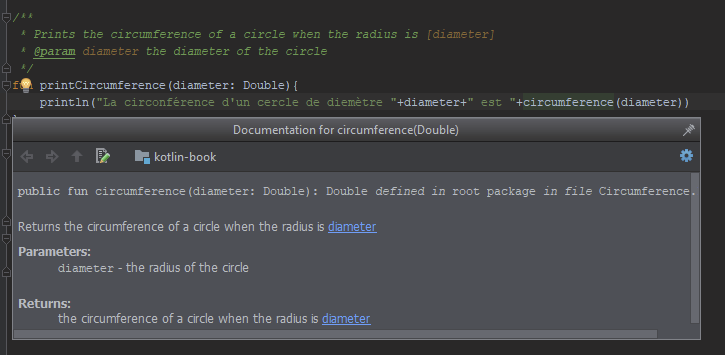 /**
* Prints the circumference of a circle when the radius is [diameter]
* @param diameter the diameter of the circle
*/
printCircumference(diameter: Double){
println("La circonférence d'un cercle de diemètre "+diameter+" est "+circumference(diameter))
Documentation for circumference(Double)
kotlin-book
public fun circumference(diameter: Double): Double defined in root package in file Circumference.
Returns the circumference of a circle when the radius is diameter
Parameters:
diameter - the radius of the circle
Returns:
the circumference of a circle when the radius is diameter